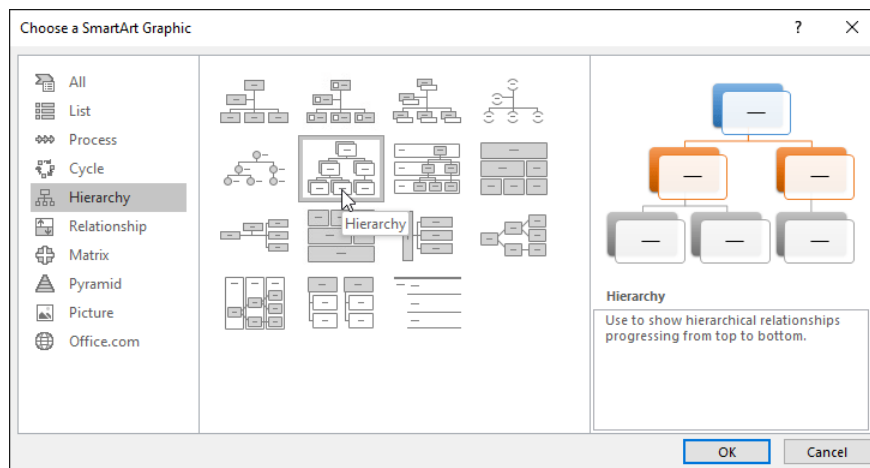 Choose a SmartArt Graphic
?
All
List
Process
Cycle
Hierarchy
Relationship
Matrix
Pyramid
Picture
Office.com
Hierarchy
Hierarchy
Use to show hierarchical relationships
progressing from top to bottom.
OK
Cancel